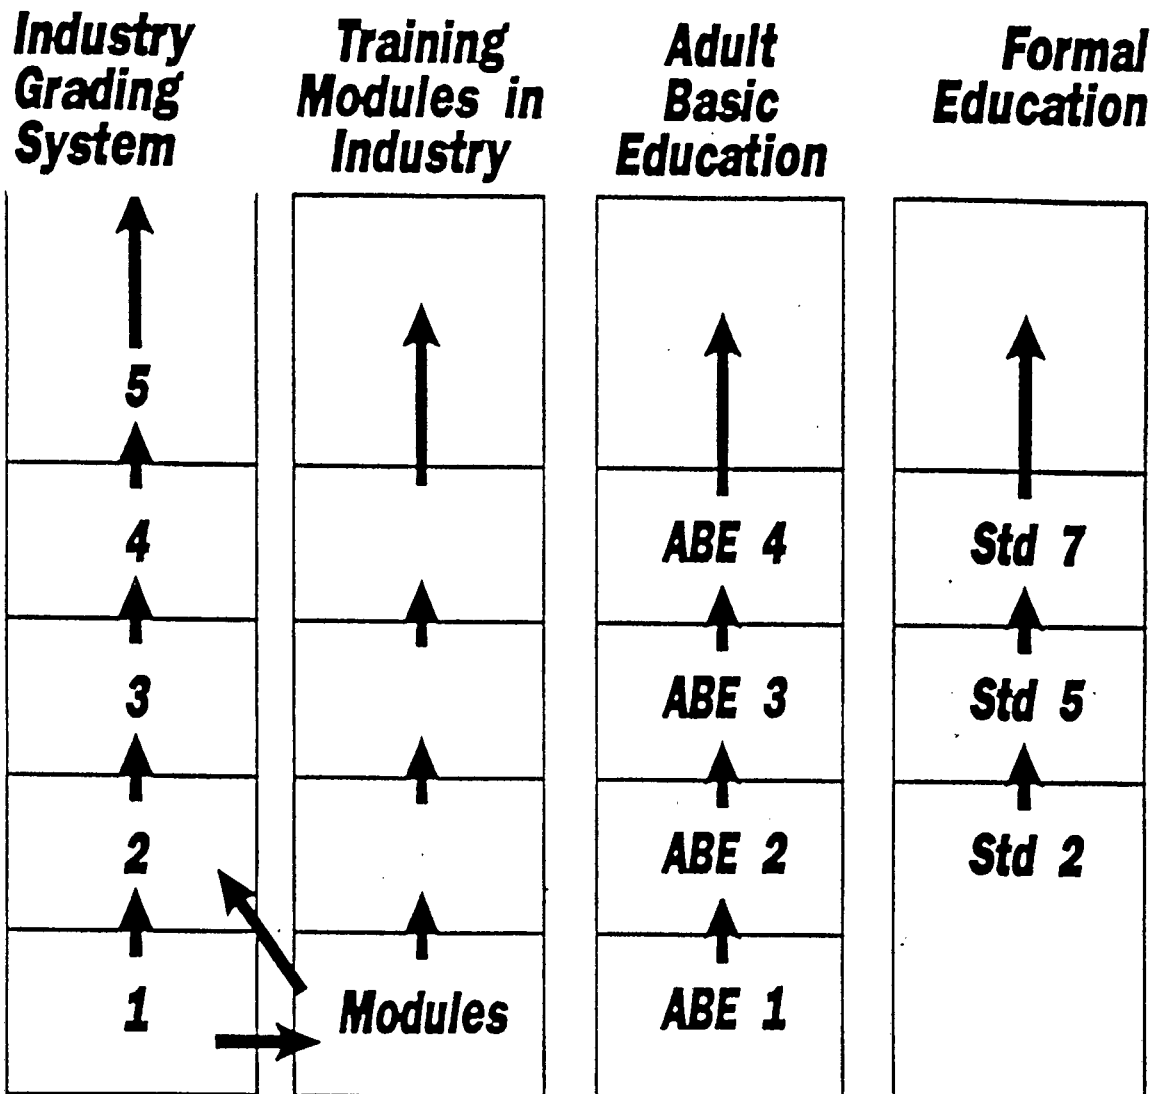 Industry
Grading
System
Training
Modules in
Industry
Adult
Basic
Education
Formal
Education
5
4
ABE 4
Std 7
3
ABE 3
Std 5
2
ABE 2
Std 2
1
Modules
ABE 1